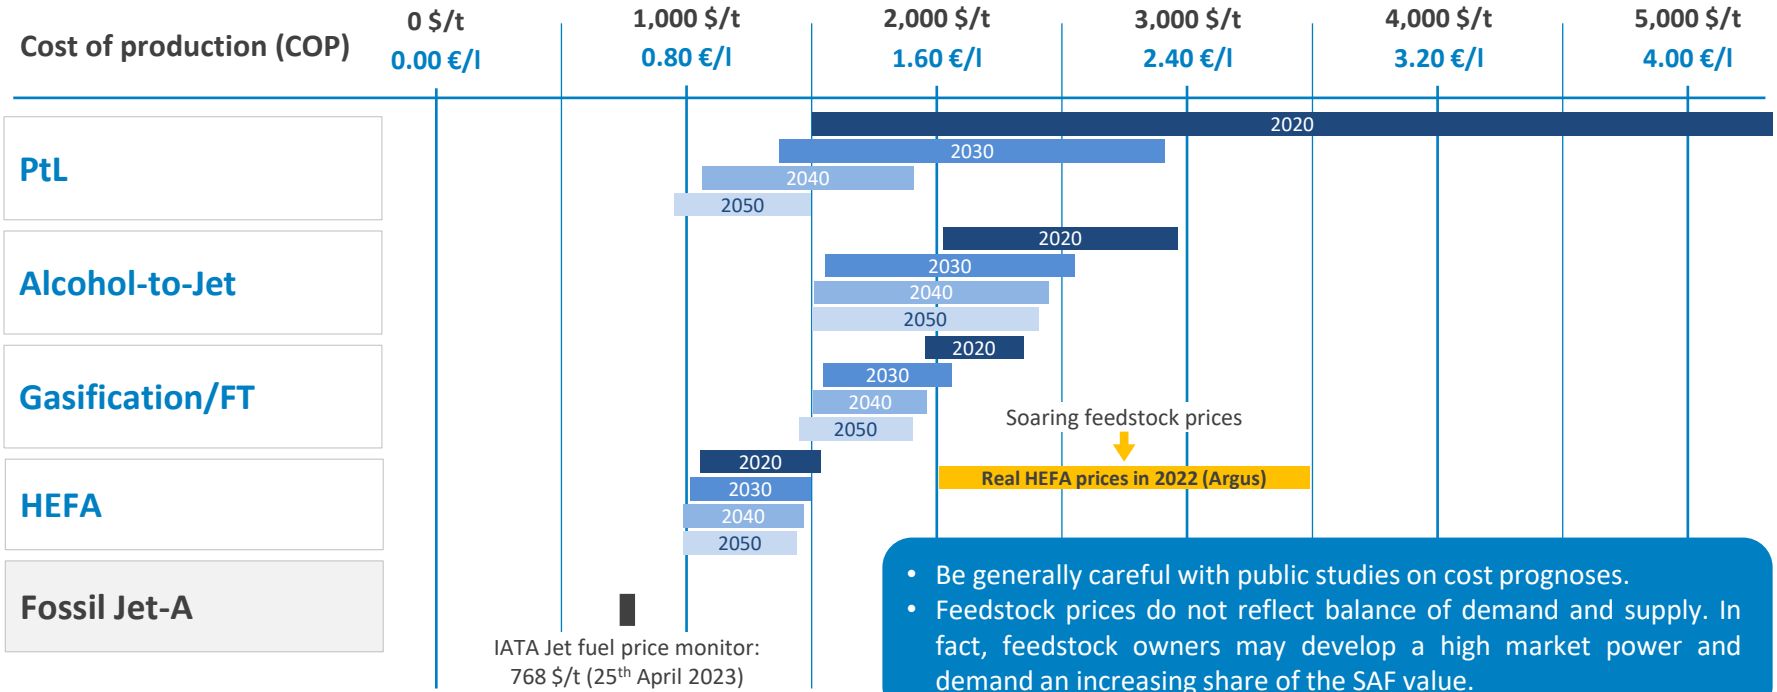 Cost of production (COP)
0 $/t
1,000 $/t
2,000 $/t
3,000 $/t
4,000 $/t
5,000 $/t
0.00 €/l
0.80 €/l
1.60 €/l
2.40 €/l
3.20 €/l
4.00 €/l
PtL
2020
2030
2040
2050
Alcohol-to-Jet
2020
2030
2040
2050
Gasification/FT
2020
2030
2040
2050
Soaring feedstock prices
HEFA
2020
2030
2040
2050
Real HEFA prices in 2022 (Argus)
Fossil Jet-A
IATA Jet fuel price monitor:
768 $/t (25th April 2023)
• Be generally careful with public studies on cost prognoses.
• Feedstock prices do not reflect balance of demand and supply. In
fact, feedstock owners may develop a high market power and
demand an increasing share of the SAF value.